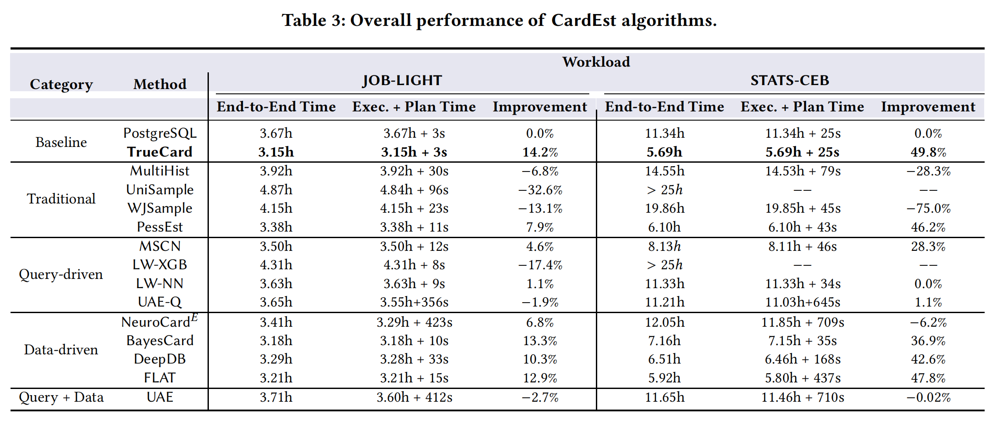 Table 3: Overall performance of CardEst algorithms.
Workload
Category Method JOB-LIGHT STATS-CEB
End-to-End Time Exec. + Plan Time Improvement End-to-End Time Exec. + Plan Time Improvement
Baseline
PostgreSQL 3.67h 3.67h + 3s 0.0% 11.34h 11.34h + 25s 0.0%
TrueCard 3.15h 3.15h + 3s 14.2% 5.69h 5.69h + 25s 49.8%
Traditional
MultiHist 3.92h 3.92h + 30s −6.8% 14.55h 14.53h + 79s −28.3%
UniSample 4.87h 4.84h + 96s −32.6% > 25h −− −−
WJSample 4.15h 4.15h + 23s −13.1% 19.86h 19.85h + 45s −75.0%
PessEst 3.38h 3.38h + 11s 7.9% 6.10h 6.10h + 43s 46.2%
Query-driven
MSCN 3.50h 3.50h + 12s 4.6% 8.13h 8.11h + 46s 28.3%
LW-XGB 4.31h 4.31h + 8s −17.4% > 25h −− −−
LW-NN 3.63h 3.63h + 9s 1.1% 11.33h 11.33h + 34s 0.0%
UAE-Q 3.65h 3.55h+356s −1.9% 11.21h 11.03h+645s 1.1%
Data-driven
NeuroCard^E 3.41h 3.29h + 423s 6.8% 12.05h 11.85h + 709s −6.2%
BayesCard 3.18h 3.18h + 10s 13.3% 7.16h 7.15h + 35s 36.9%
DeepDB 3.29h 3.28h + 33s 10.3% 6.51h 6.46h + 168s 42.6%
FLAT 3.21h 3.21h + 15s 12.9% 5.92h 5.80h + 437s 47.8%
Query + Data UAE 3.71h 3.60h + 412s −2.7% 11.65h 11.46h + 710s −0.02%